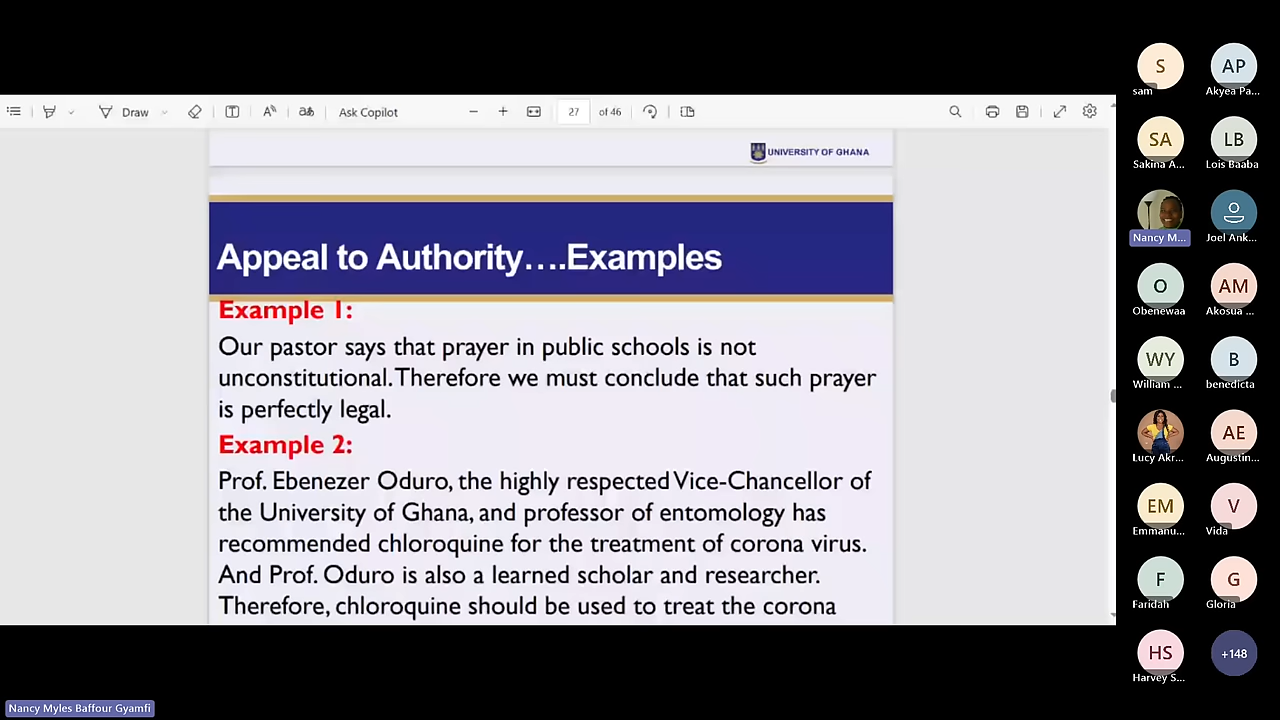 Draw
Ask Copilot
27
of 46
UNIVERSITY OF GHANA
Appeal to Authority….Examples
Example 1:
Our pastor says that prayer in public schools is not
unconstitutional. Therefore we must conclude that such prayer
is perfectly legal.
Example 2:
Prof. Ebenezer Oduro, the highly respected Vice-Chancellor of
the University of Ghana, and professor of entomology has
recommended chloroquine for the treatment of corona virus.
And Prof. Oduro is also a learned scholar and researcher.
Therefore, chloroquine should be used to treat the corona
S
sam
AP
Akyea Pa...
SA
Sakina A...
LB
Lois Baaba
Nancy M...
Joel Ank...
O
Obenewaa
AM
Akosua ...
WY
William ...
B
benedicta
Lucy Akr...
AE
Augustin...
EM
Emmanu...
V
Vida
F
Faridah
G
Gloria
HS
Harvey S...
+148
Nancy Myles Baffour Gyamfi